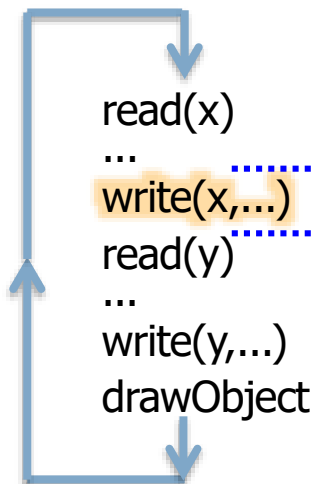 read(x)
...
write(x,...)
read(y)
...
write(y,...)
drawObject